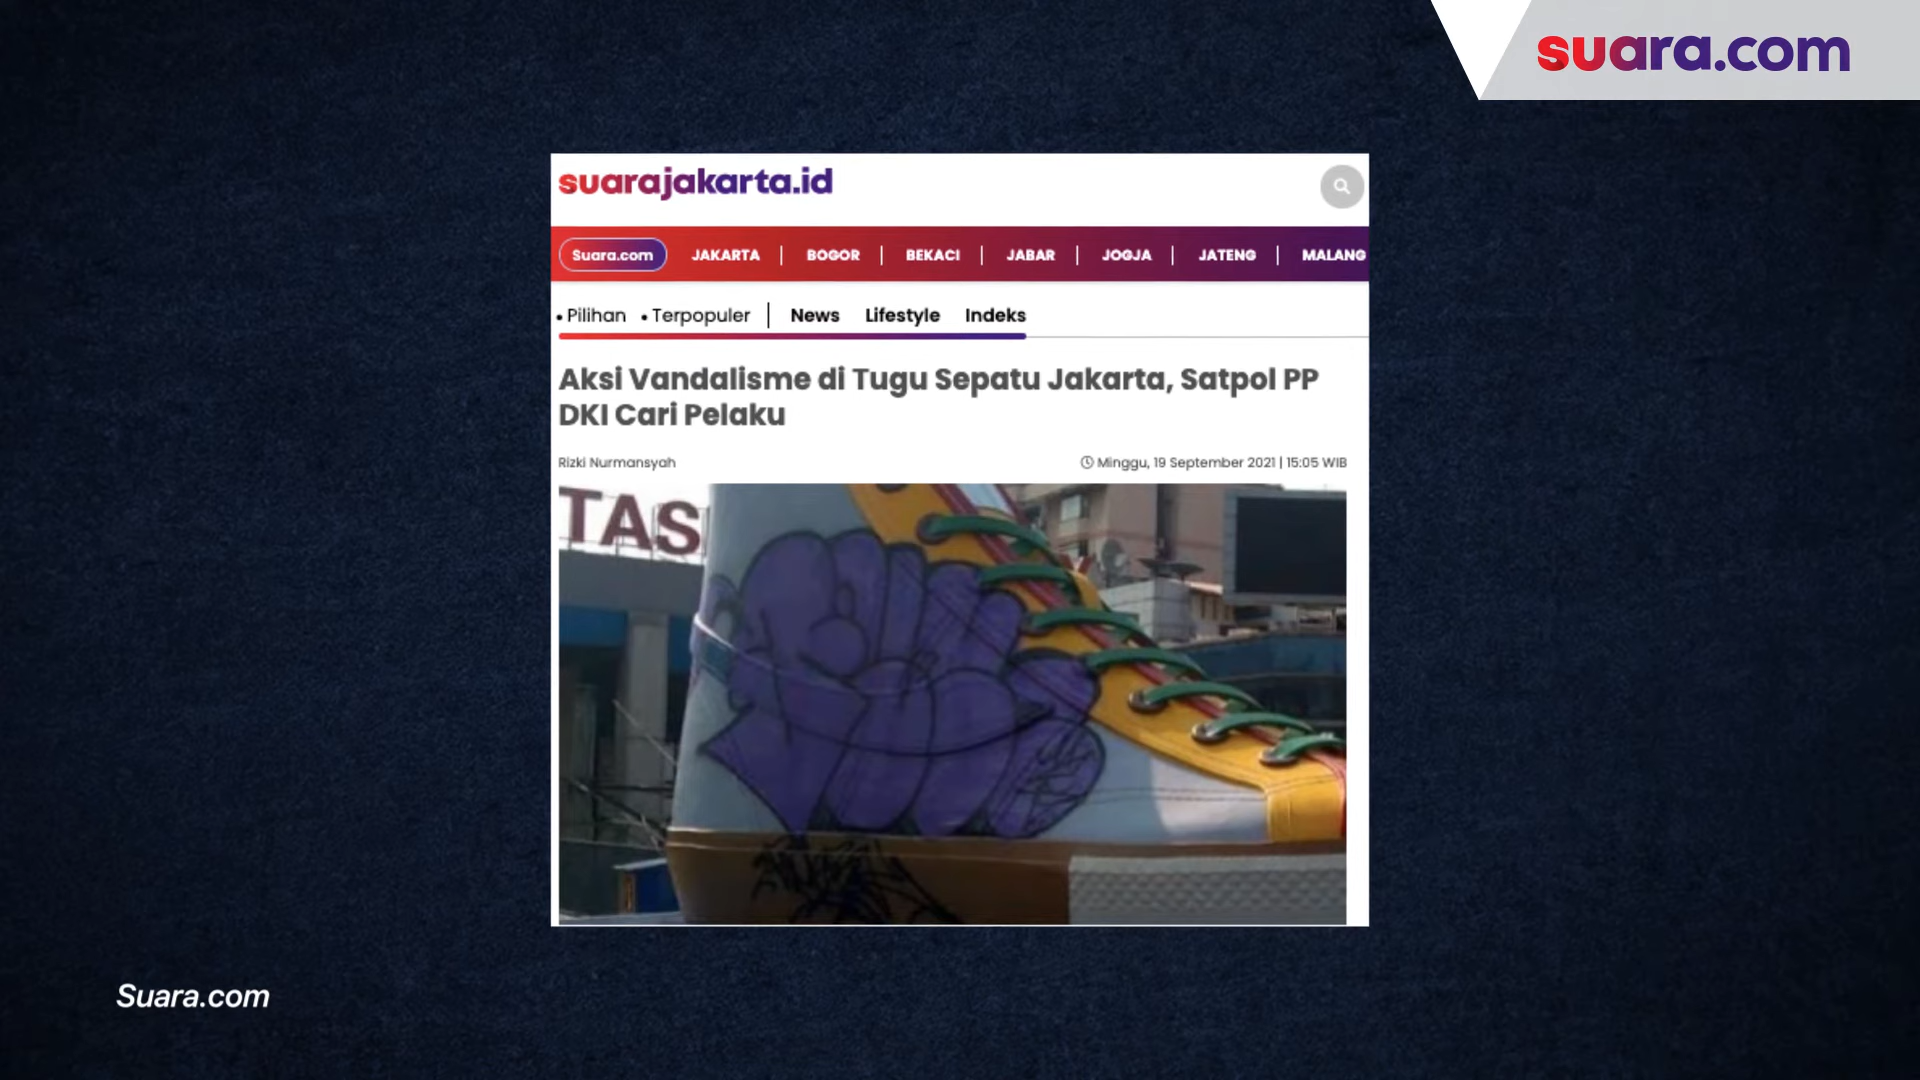 suara.com
suarajakarta.id
Suara.com JAKARTA | BOGOR | BEKACI | JABAR | JOGJA | JATENG | MALANG
• Pilihan • Terpopuler | News Lifestyle Indeks
Aksi Vandalisme di Tugu Sepatu Jakarta, Satpol PP
DKI Cari Pelaku
Rizki Nurmansyah Minggu, 19 September 2021 | 15:05 WIB
TAS
Suara.com